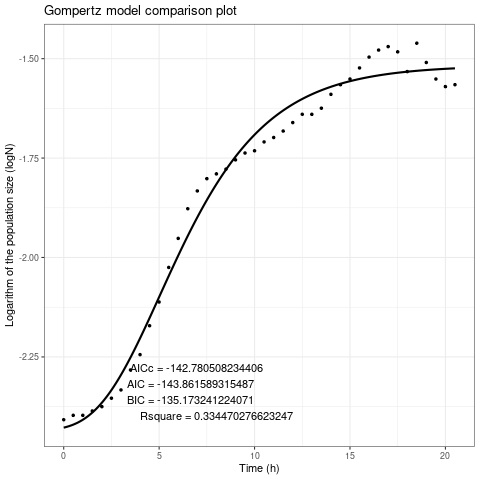 Gompertz model comparison plot
-1.50
-1.75
-2.00
-2.25
Logarithm of the population size (logN)
AICc = -142.780508234406
AIC = -143.861589315487
BIC = -135.173241224071
Rsquare = 0.334470276623247
0 5 10 15 20
Time (h)